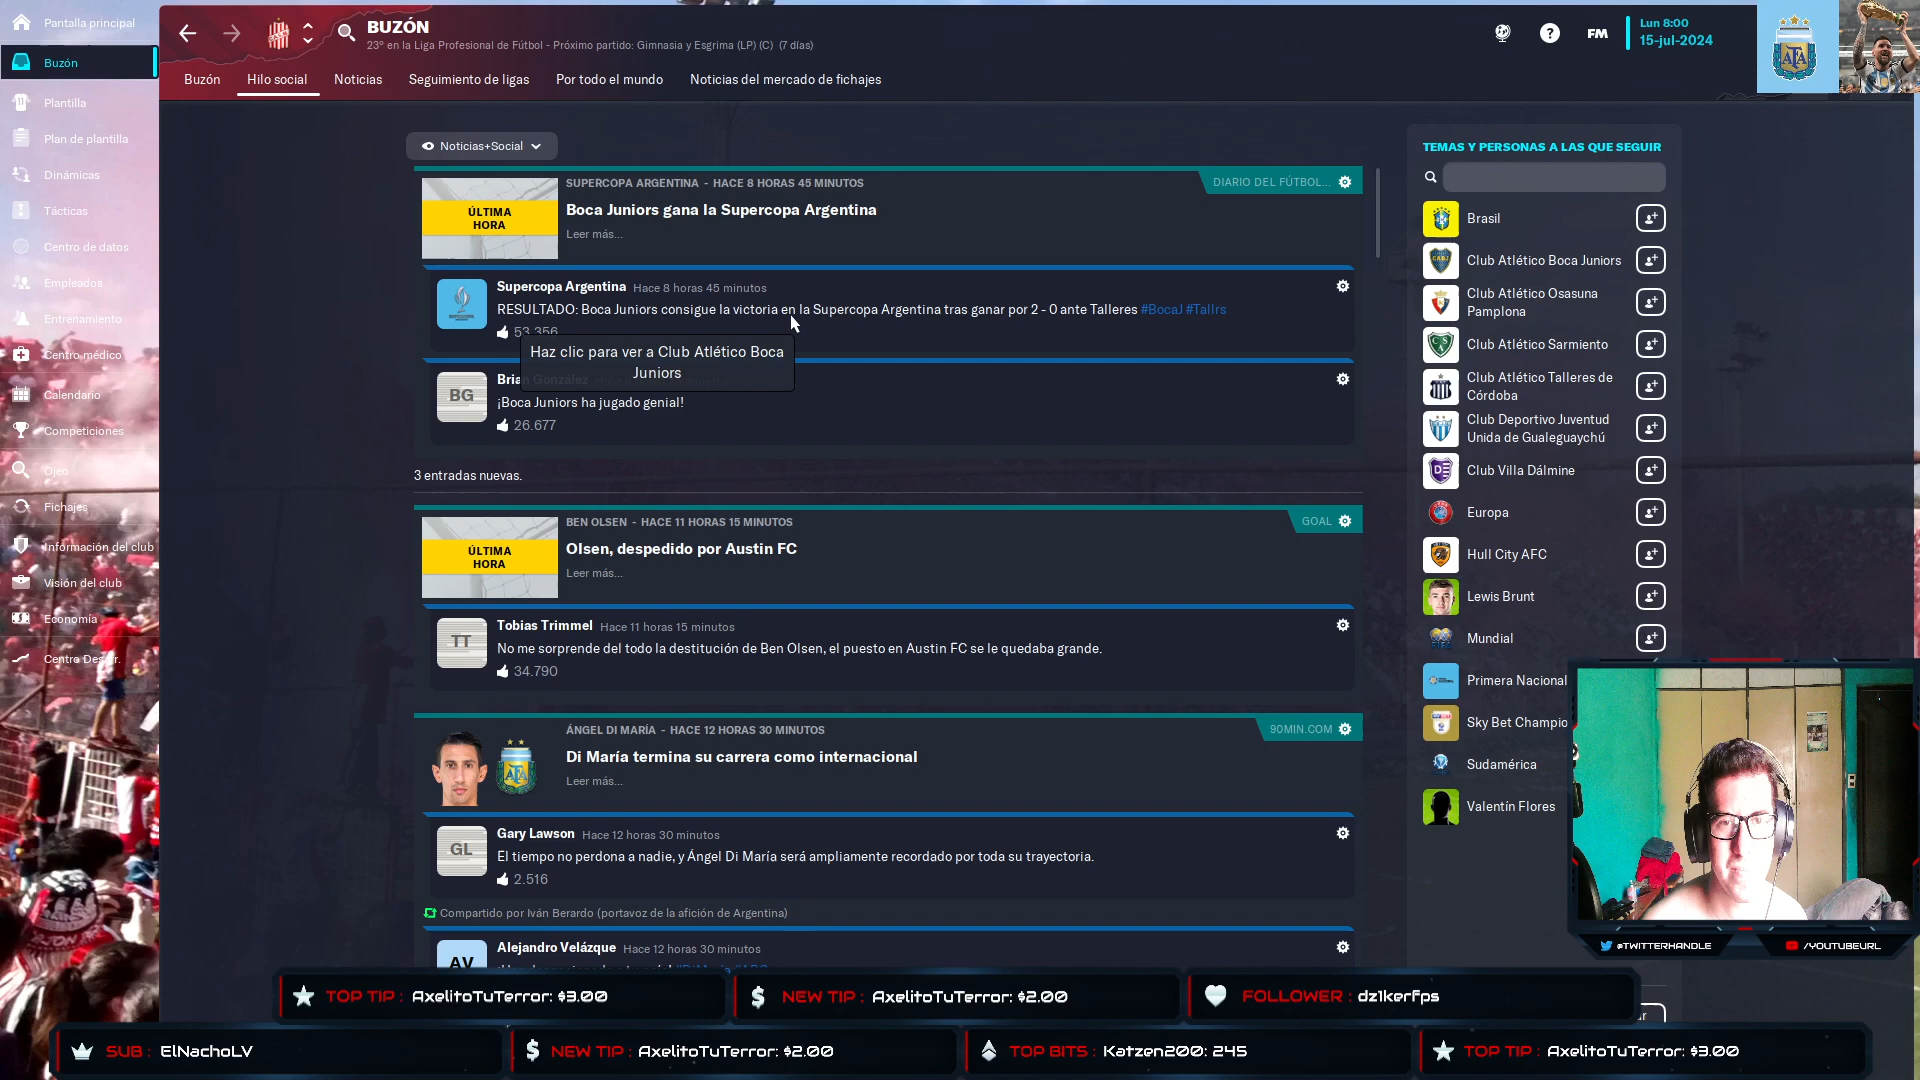 Pantalla principal
Buzón
Plantilla
Plan de plantilla
Dinámicas
Tácticas
Centro de datos
Empleados
Entrenamiento
Centro médico
Calendario
Competiciones
Ojeo
Fichajes
Información del club
Visión del club
Economía
BUZÓN
23º en la Liga Profesional de Fútbol - Próximo partido: Gimnasia y Esgrima (LP) (C) (7 días)
FM
Lun 8:00
15-jul-2024
Buzón Hilo social Noticias Seguimiento de ligas Por todo el mundo Noticias del mercado de fichajes
Noticias+Social
ÚLTIMA
HORA
SUPERCOPA ARGENTINA - HACE 8 HORAS 45 MINUTOS
DIARIO DEL FÚTBOL...
Boca Juniors gana la Supercopa Argentina
Leer más...
Supercopa Argentina Hace 8 horas 45 minutos
RESULTADO: Boca Juniors consigue la victoria en la Supercopa Argentina tras ganar por 2 - 0 ante Talleres #BocaJ #Tallrs
53.356
Haz clic para ver a Club Atlético Boca
Juniors
BG
Brian González
¡Boca Juniors ha jugado genial!
26.677
3 entradas nuevas.
ÚLTIMA
HORA
BEN OLSEN - HACE 11 HORAS 15 MINUTOS
GOAL
Olsen, despedido por Austin FC
Leer más...
TT
Tobias Trimmel Hace 11 horas 15 minutos
No me sorprende del todo la destitución de Ben Olsen, el puesto en Austin FC se le quedaba grande.
34.790
ÁNGEL DI MARÍA - HACE 12 HORAS 30 MINUTOS
90MIN.COM
Di María termina su carrera como internacional
Leer más...
GL
Gary Lawson Hace 12 horas 30 minutos
El tiempo no perdona a nadie, y Ángel Di María será ampliamente recordado por toda su trayectoria.
2.516
Compartido por Iván Berardo (portavoz de la afición de Argentina)
AV
Alejandro Velázque Hace 12 horas 30 minutos
TEMAS Y PERSONAS A LAS QUE SEGUIR
Brasil
Club Atlético Boca Juniors
Club Atlético Osasuna
Pamplona
Club Atlético Sarmiento
Club Atlético Talleres de
Córdoba
Club Deportivo Juventud
Unida de Gualeguaychú
Club Villa Dálmine
Europa
Hull City AFC
Lewis Brunt
Mundial
Primera Nacional
Sky Bet Champio
Sudamérica
Valentín Flores
@TWITTERHANDLE
/YOUTUBEURL
TOP TIP : AxelitoTuTerror: $3.00
NEW TIP : AxelitoTuTerror: $2.00
FOLLOWER : dz1kerfps
SUB : ElNachoLV
NEW TIP : AxelitoTuTerror: $2.00
TOP BITS : Katzen200: 245
TOP TIP : AxelitoTuTerror: $3.00